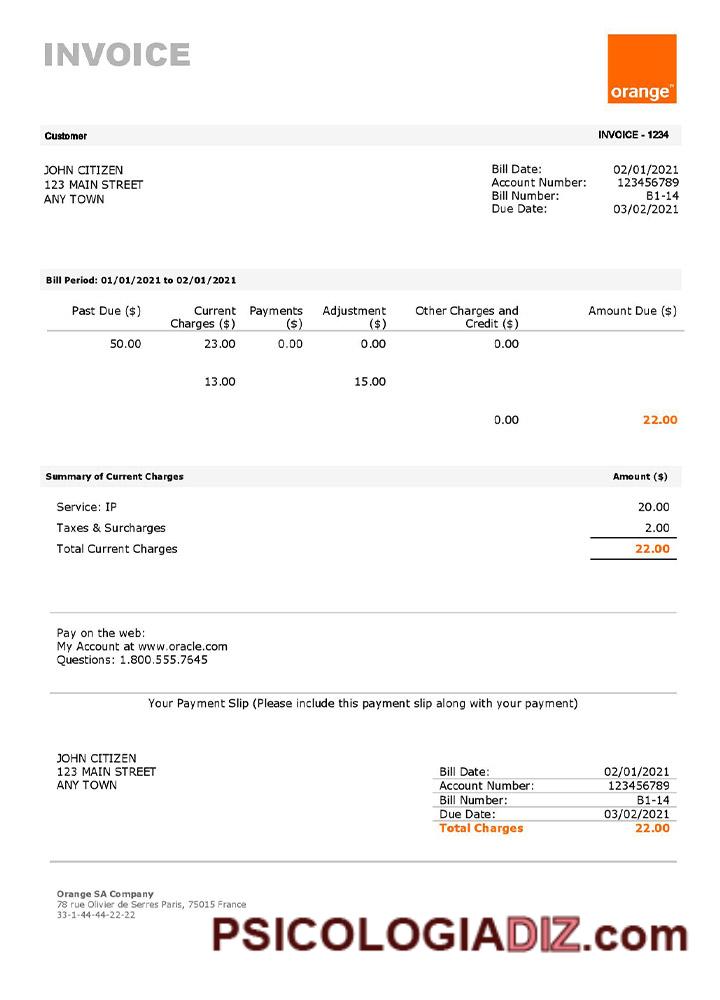 INVOICE
orange™
Customer INVOICE - 1234
JOHN CITIZEN
123 MAIN STREET
ANY TOWN
Bill Date: 02/01/2021
Account Number: 123456789
Bill Number: B1-14
Due Date: 03/02/2021
Bill Period: 01/01/2021 to 02/01/2021
Past Due ($) Current Payments Adjustment Other Charges and Amount Due ($)
Charges ($) ($) ($) Credit ($)
50.00 23.00 0.00 0.00 0.00
13.00 15.00
0.00 22.00
Summary of Current Charges Amount ($)
Service: IP 20.00
Taxes & Surcharges 2.00
Total Current Charges 22.00
Pay on the web:
My Account at www.oracle.com
Questions: 1.800.555.7645
Your Payment Slip (Please include this payment slip along with your payment)
JOHN CITIZEN
123 MAIN STREET
ANY TOWN
Bill Date: 02/01/2021
Account Number: 123456789
Bill Number: B1-14
Due Date: 03/02/2021
Total Charges 22.00
Orange SA Company
78 rue Olivier de Serres Paris, 75015 France
33-1-44-44-22-22
PSICOLOGIADIZ.com